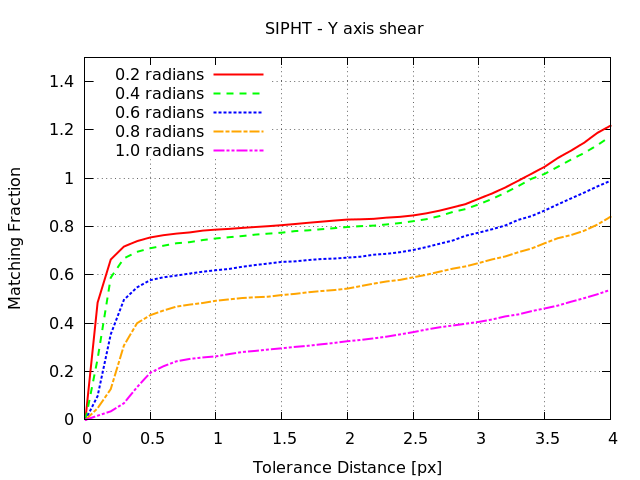 SIPHT - Y axis shear
0.2 radians
0.4 radians
0.6 radians
0.8 radians
1.0 radians
Matching Fraction
1.4
1.2
1
0.8
0.6
0.4
0.2
0
0 0.5 1 1.5 2 2.5 3 3.5 4
Tolerance Distance [px]